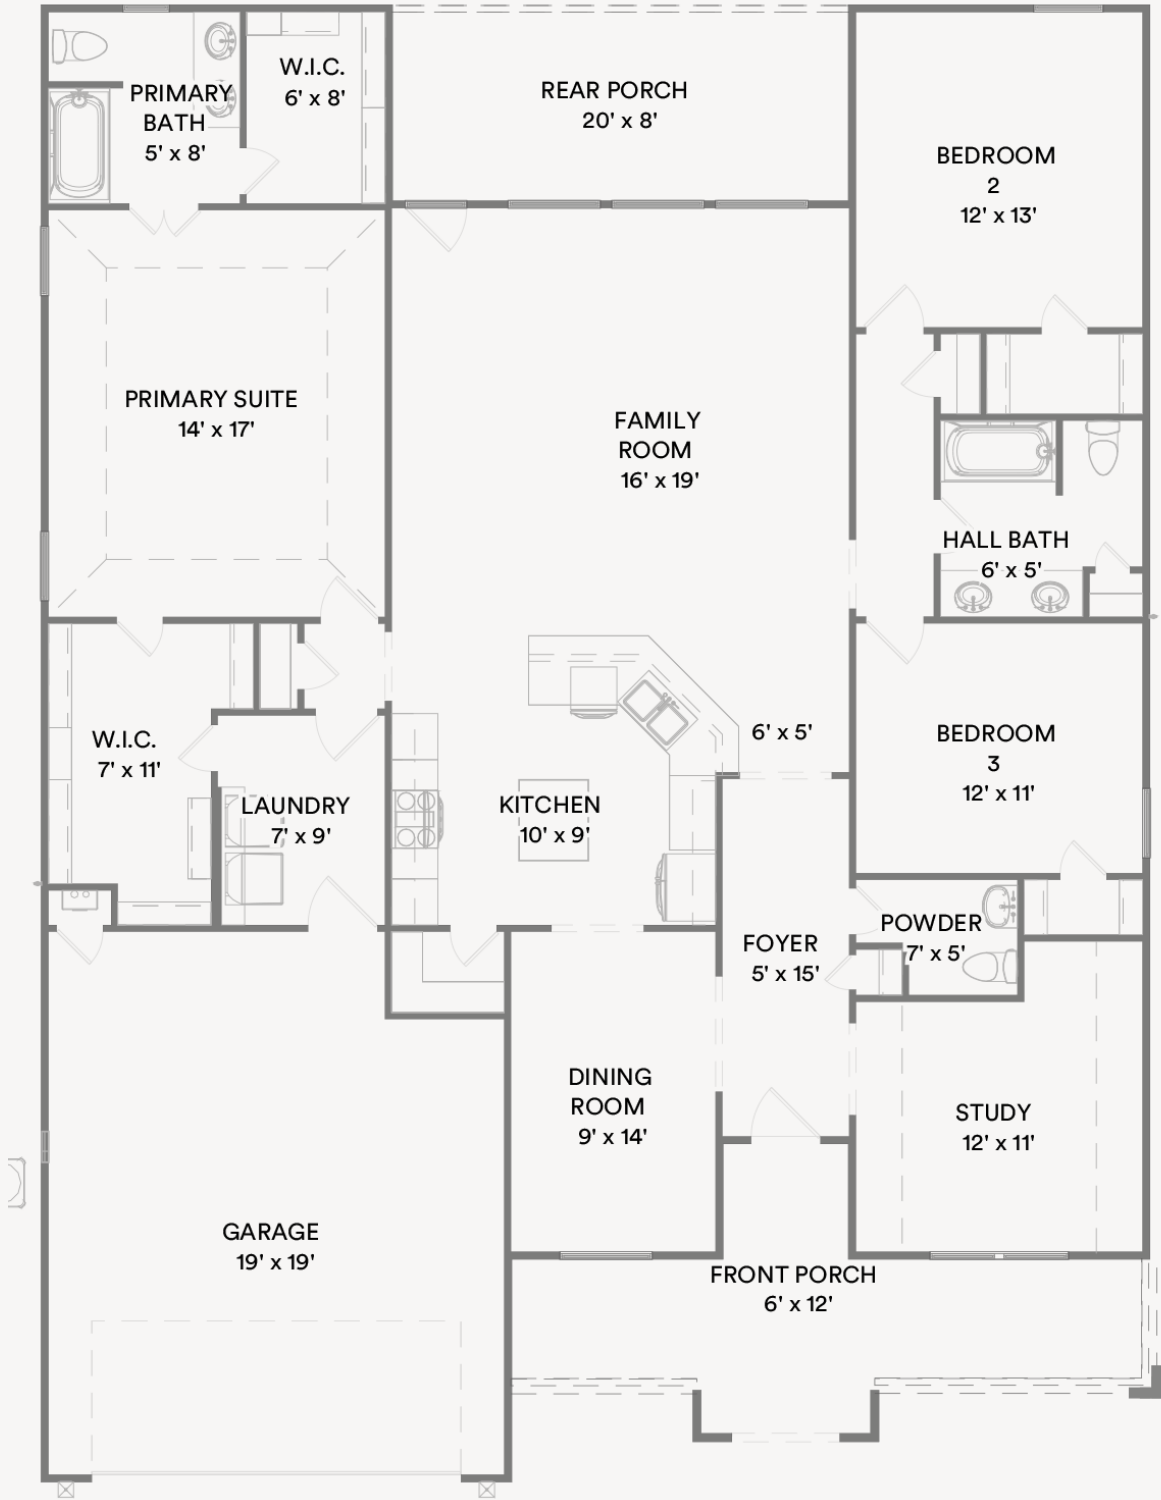 PRIMARY
BATH
5' x 8'
W.I.C.
6' x 8'
REAR PORCH
20' x 8'
BEDROOM
2
12' x 13'
PRIMARY SUITE
14' x 17'
FAMILY
ROOM
16' x 19'
HALL BATH
6' x 5'
W.I.C.
7' x 11'
LAUNDRY
7' x 9'
KITCHEN
10' x 9'
6' x 5'
BEDROOM
3
12' x 11'
FOYER
5' x 15'
POWDER
7' x 5'
DINING
ROOM
9' x 14'
STUDY
12' x 11'
GARAGE
19' x 19'
FRONT PORCH
6' x 12'